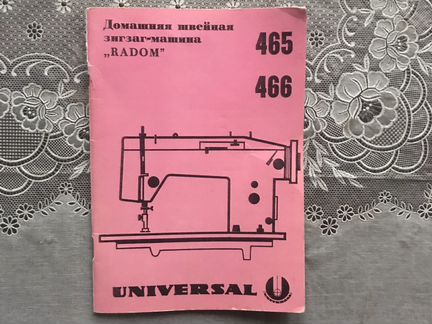 Домашняя швейная
зигзаг-машина
„RADOM”
465
466
UNIVERSAL